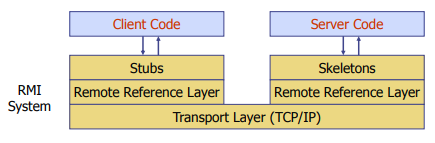 Client Code
Server Code
Stubs
Skeletons
RMI
System
Remote Reference Layer
Remote Reference Layer
Transport Layer (TCP/IP)